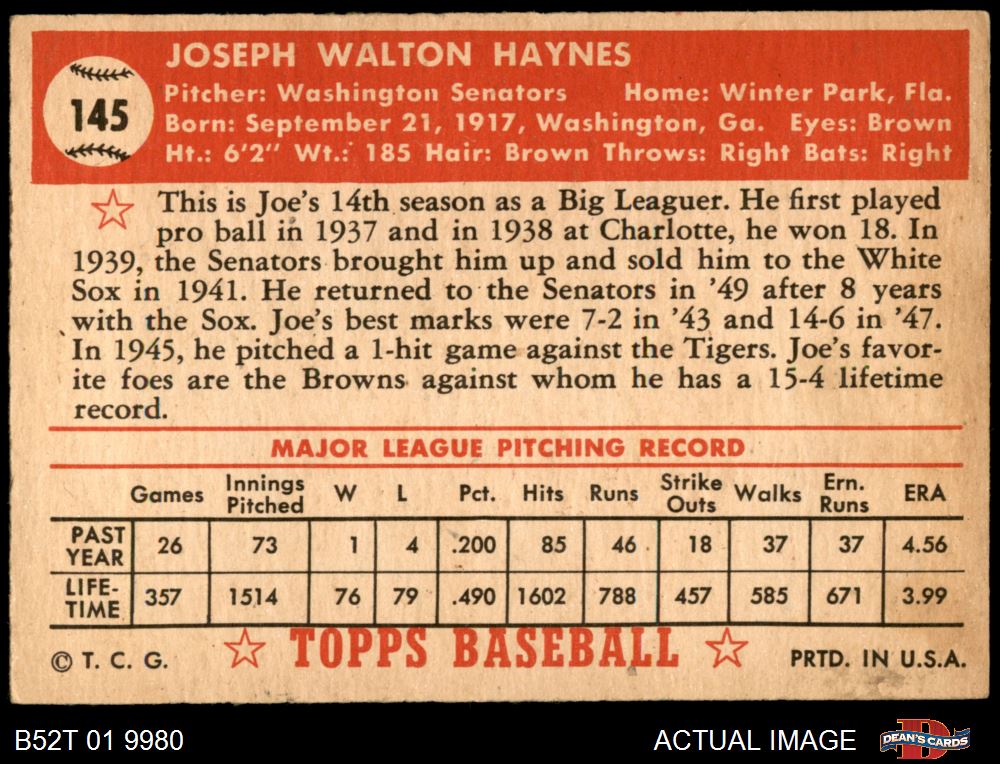 JOSEPH WALTON HAYNES
145
Pitcher: Washington Senators Home: Winter Park, Fla.
Born: September 21, 1917, Washington, Ga. Eyes: Brown
Ht.: 6'2" Wt.: 185 Hair: Brown Throws: Right Bats: Right
This is Joe's 14th season as a Big Leaguer. He first played
pro ball in 1937 and in 1938 at Charlotte, he won 18. In
1939, the Senators brought him up and sold him to the White
Sox in 1941. He returned to the Senators in '49 after 8 years
with the Sox. Joe's best marks were 7-2 in '43 and 14-6 in '47.
In 1945, he pitched a 1-hit game against the Tigers. Joe's favor-
ite foes are the Browns against whom he has a 15-4 lifetime
record.
MAJOR LEAGUE PITCHING RECORD
Games Innings Pitched W L Pct. Hits Runs Strike Outs Walks Ern. Runs ERA
PAST YEAR 26 73 1 4 .200 85 46 18 37 37 4.56
LIFE-TIME 357 1514 76 79 .490 1602 788 457 585 671 3.99
© T. C. G. TOPPS BASEBALL PRTD. IN U.S.A.
B52T 01 9980 ACTUAL IMAGE DEAN'S CARDS